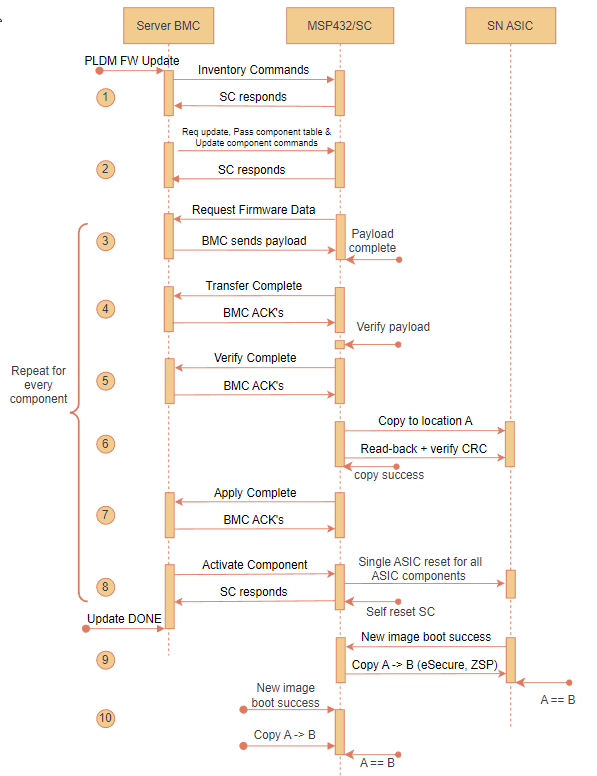 Server BMC
MSP432/SC
SN ASIC
PLDM FW Update
Inventory Commands
1
SC responds
Req update, Pass component table &
Update component commands
2
SC responds
Request Firmware Data
3
BMC sends payload
Payload
complete
Transfer Complete
4
BMC ACK's
Verify payload
Verify Complete
Repeat for
every
component
5
BMC ACK's
Copy to location A
6
Read-back + verify CRC
copy success
Apply Complete
7
BMC ACK's
Activate Component
Single ASIC reset for all
ASIC components
8
SC responds
Self reset SC
Update DONE
New image boot success
9
Copy A -> B (eSecure, ZSP)
A == B
New image
boot success
10
Copy A -> B
A == B